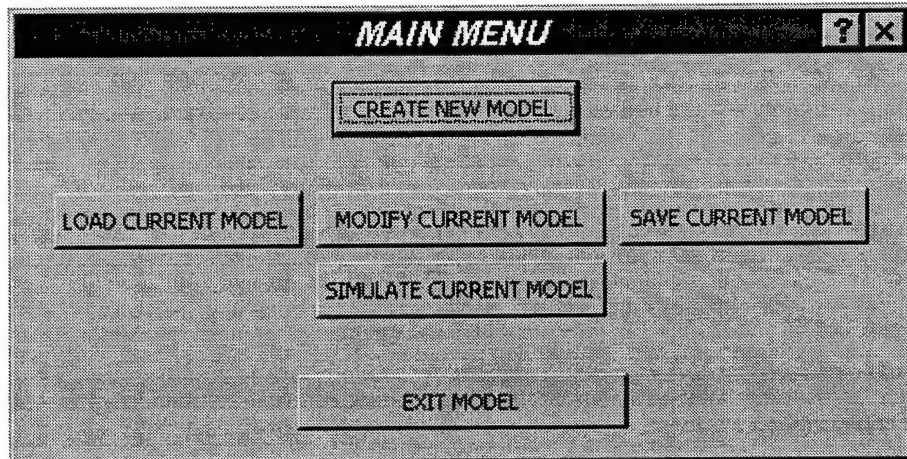 MAIN MENU ? X
CREATE NEW MODEL
LOAD CURRENT MODEL MODIFY CURRENT MODEL SAVE CURRENT MODEL
SIMULATE CURRENT MODEL
EXIT MODEL